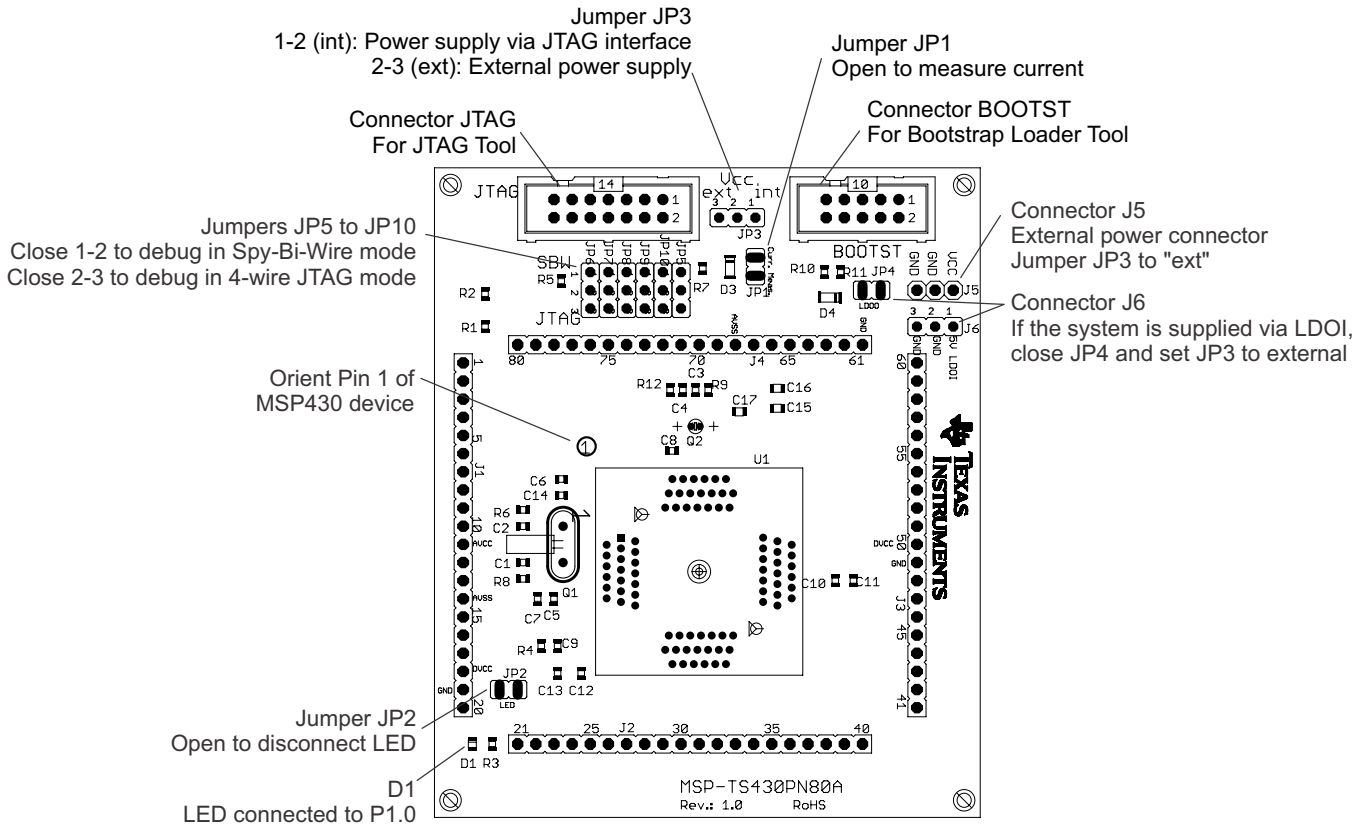 Jumper JP3
1-2 (int): Power supply via JTAG interface
2-3 (ext): External power supply
Jumper JP1
Open to measure current
Connector JTAG
For JTAG Tool
Connector BOOTST
For Bootstrap Loader Tool
Jumpers JP5 to JP10
Close 1-2 to debug in Spy-Bi-Wire mode
Close 2-3 to debug in 4-wire JTAG mode
Connector J5
External power connector
Jumper JP3 to "ext"
Connector J6
If the system is supplied via LDOI,
close JP4 and set JP3 to external
Orient Pin 1 of
MSP430 device
Jumper JP2
Open to disconnect LED
D1
LED connected to P1.0
JTAG
14
1
2
Vcc
ext int
3 2 1
JP3
10
1
2
BOOTST
SBW
JP6 JP7 JP8 JP9 JP10 JP5
1
2
3
JTAG
R5
R7
D3
Curr. Meas.
JP1
R10
R11
JP4
LDOO
D4
GND GND VCC
J5
3 2 1
J6
GND GND 5V LDOI
R2
R1
AVSS
GND
80 75 70 J4 65 61
1
5
J1
10
AVCC
AVSS
15
DVCC
GND
20
60
55
50
DVCC
GND
J3
45
41
R12
C4
C3
R9
C17
C16
C15
Q2
C8
1
U1
C6
C14
R6
C2
C1
R8
Q1
C7
C5
C10
C11
R4
C9
C13
C12
JP2
LED
D1
R3
21 25 J2 30 35 40
TEXAS
INSTRUMENTS
MSP-TS430PN80A
Rev.: 1.0 RoHS